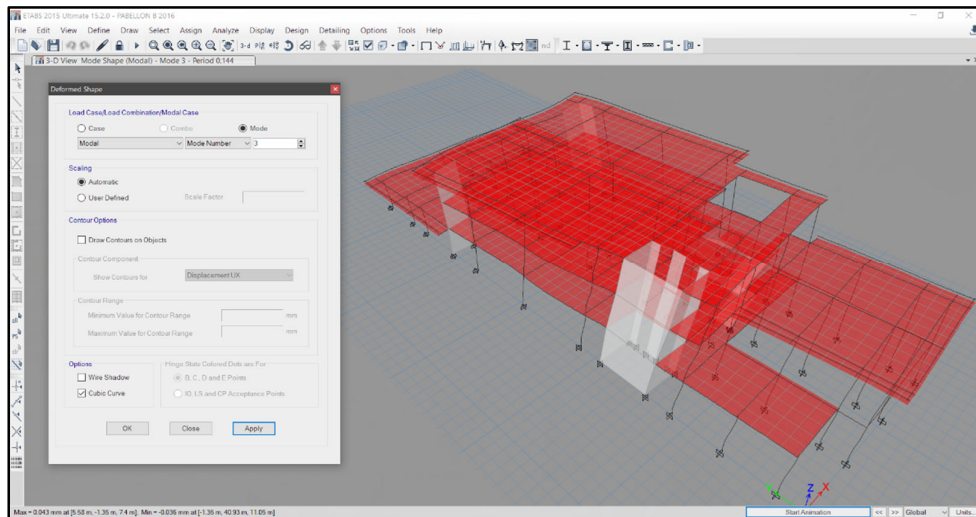 ETABS 2015 Ultimate 15.2.0 - PABELLON B 2016
File Edit View Define Draw Select Assign Analyze Display Design Detailing Options Tools Help
3-d
nd
3-D View Mode Shape (Modal) - Mode 3 - Period 0.144
Deformed Shape
Load Case/Load Combination/Modal Case
Case Combo Mode
Modal Mode Number 3
Scaling
Automatic
User Defined Scale Factor
Contour Options
Draw Contours on Objects
Contour Component
Show Contours for Displacement UX
Contour Range
Minimum Value for Contour Range mm
Maximum Value for Contour Range mm
Options Hinge State Colored Dots are For
Wire Shadow B, C, D and E Points
Cubic Curve IO, LS and CP Acceptance Points
OK Close Apply
Z X
Max = 0.043 mm at [5.58 m, -1.35 m, 7.4 m]; Min = -0.036 mm at [-1.35 m, 40.93 m, 11.05 m] Start Animation << >> Global Units...